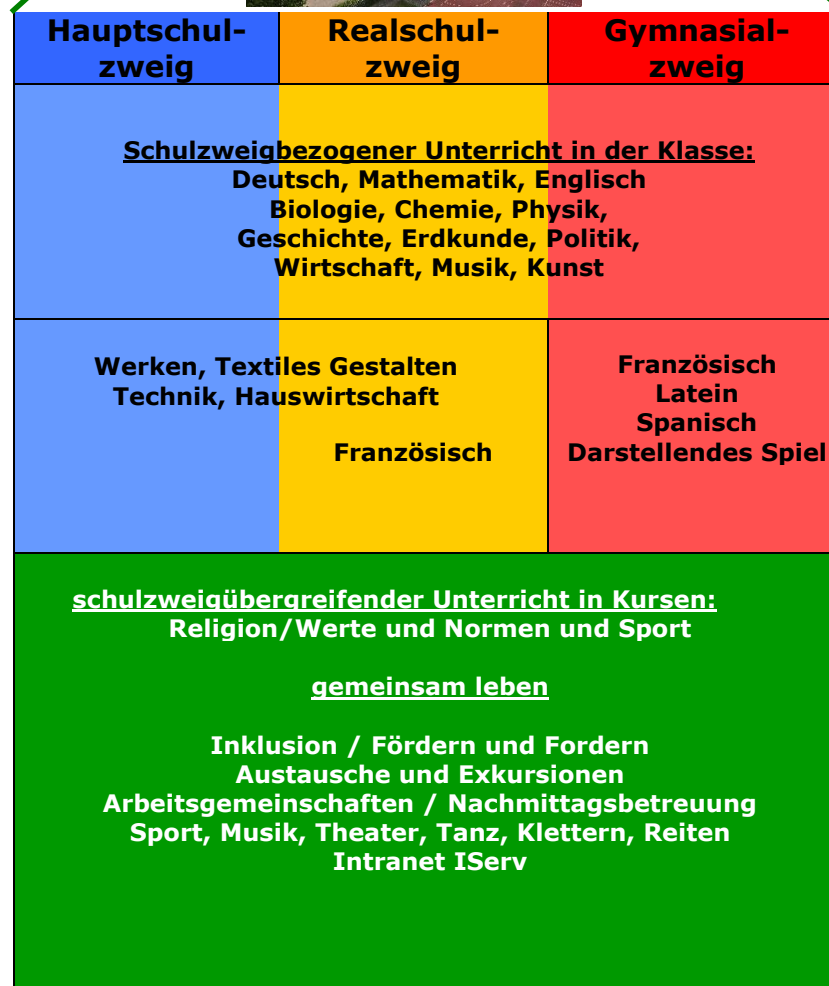 Hauptschul-
zweig
Realschul-
zweig
Gymnasial-
zweig
Schulzweigbezogener Unterricht in der Klasse:
Deutsch, Mathematik, Englisch
Biologie, Chemie, Physik,
Geschichte, Erdkunde, Politik,
Wirtschaft, Musik, Kunst
Werken, Textiles Gestalten
Technik, Hauswirtschaft
Französisch
Französisch
Latein
Spanisch
Darstellendes Spiel
schulzweigübergreifender Unterricht in Kursen:
Religion/Werte und Normen und Sport
gemeinsam leben
Inklusion / Fördern und Fordern
Austausche und Exkursionen
Arbeitsgemeinschaften / Nachmittagsbetreuung
Sport, Musik, Theater, Tanz, Klettern, Reiten
Intranet IServ